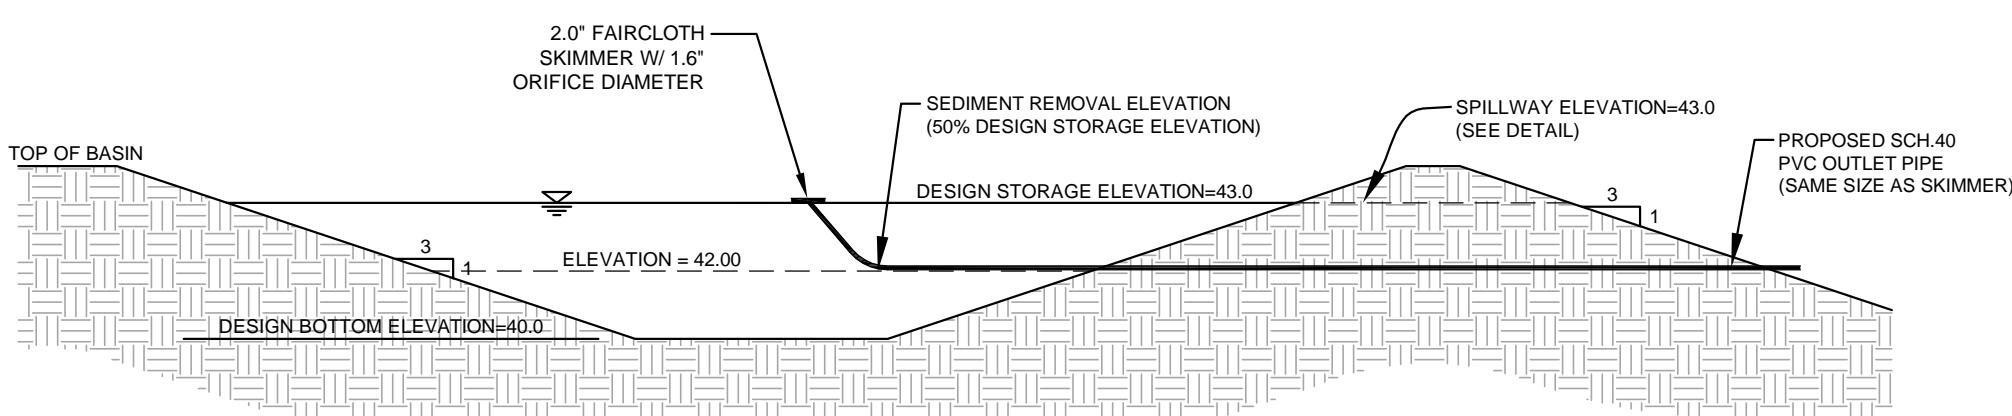 2.0" FAIRCLOTH
SKIMMER W/ 1.6"
ORIFICE DIAMETER
SEDIMENT REMOVAL ELEVATION
(50% DESIGN STORAGE ELEVATION)
SPILLWAY ELEVATION=43.0
(SEE DETAIL)
PROPOSED SCH.40
PVC OUTLET PIPE
(SAME SIZE AS SKIMMER)
TOP OF BASIN
DESIGN STORAGE ELEVATION=43.0
3
1
3
1
ELEVATION = 42.00
DESIGN BOTTOM ELEVATION=40.0